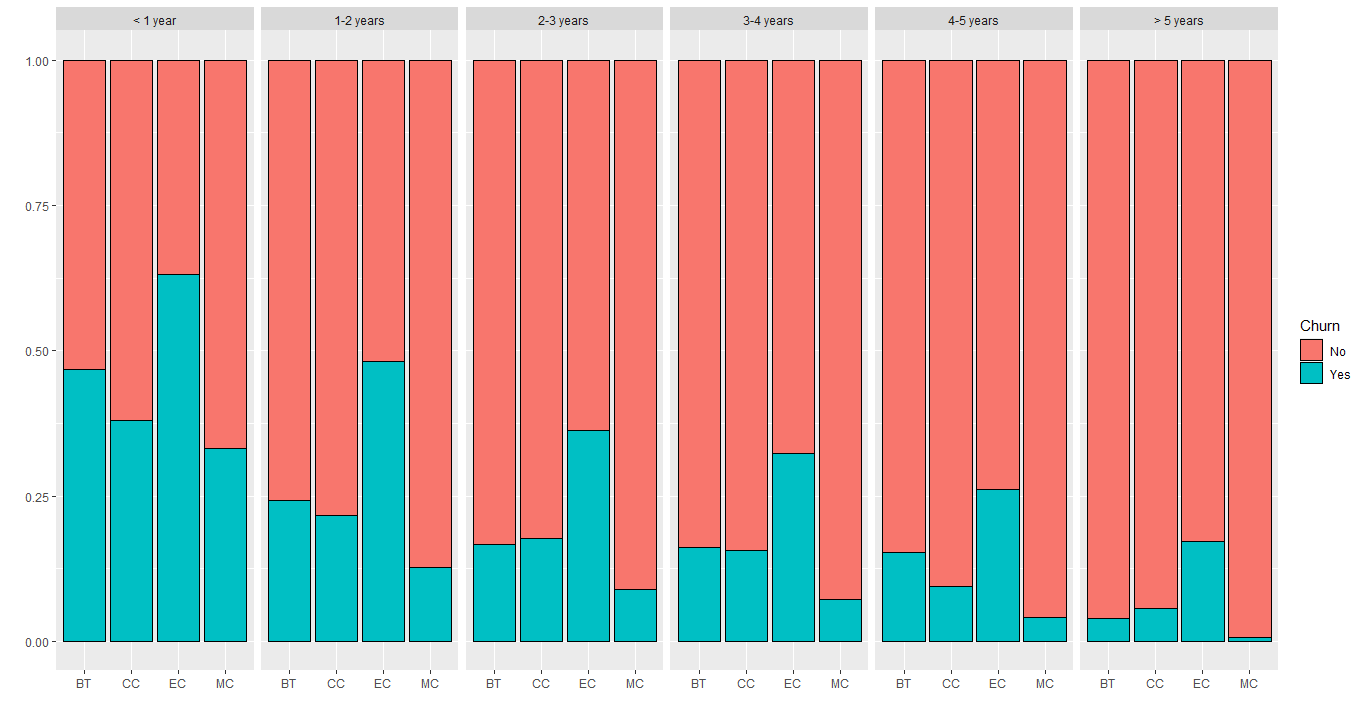 < 1 year
1-2 years
2-3 years
3-4 years
4-5 years
> 5 years
1.00
0.75
0.50
0.25
0.00
BT CC EC MC
BT CC EC MC
BT CC EC MC
BT CC EC MC
BT CC EC MC
BT CC EC MC
Churn
No
Yes